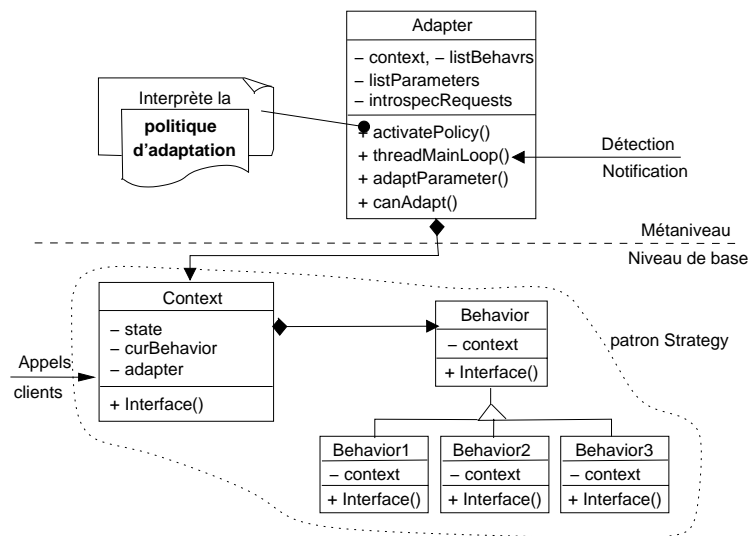 Adapter
– context, – listBehavrs
– listParameters
– introspecRequests
+ activatePolicy()
+ threadMainLoop()
+ adaptParameter()
+ canAdapt()
Interprète la
politique
d'adaptation
Détection
Notification
Métaniveau
Niveau de base
Context
– state
– curBehavior
– adapter
+ Interface()
Appels
clients
Behavior
– context
+ Interface()
patron Strategy
Behavior1
– context
+ Interface()
Behavior2
– context
+ Interface()
Behavior3
– context
+ Interface()